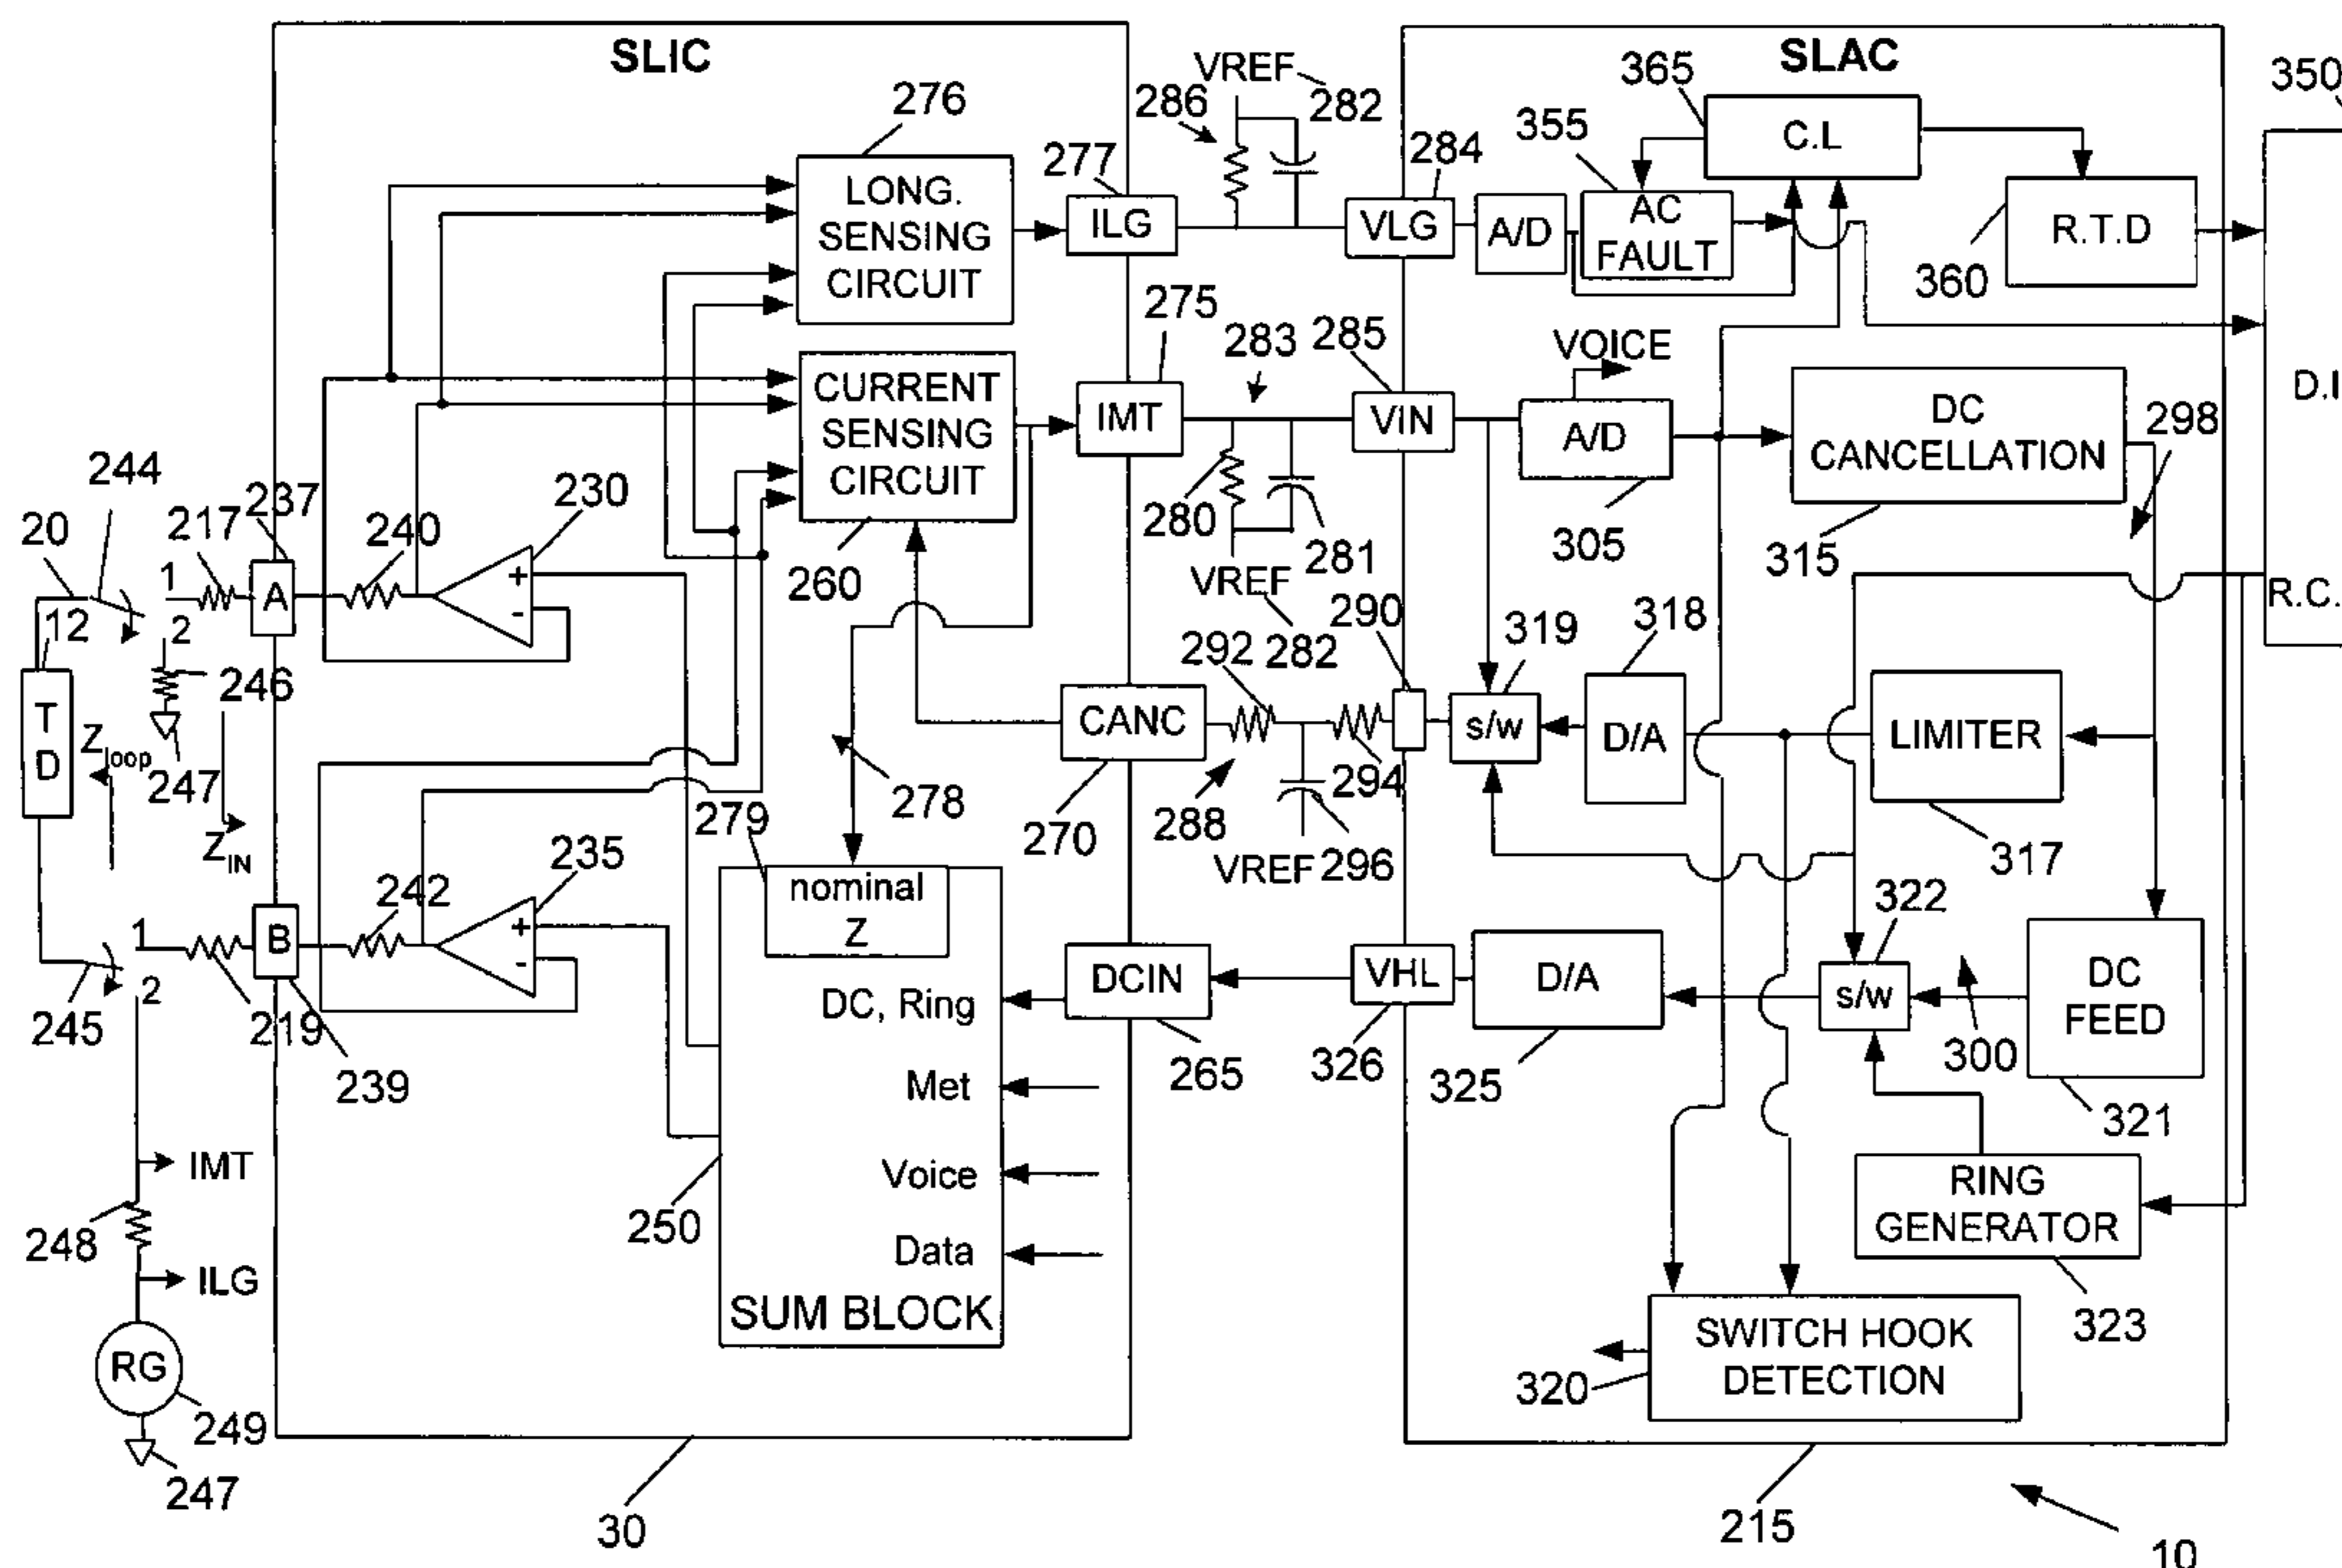 SLIC
SLAC
276
VREF
286
282
365
C.L
350
355
277
284
LONG.
SENSING
CIRCUIT
ILG
VLG
A/D
AC
FAULT
R.T.D
360
275
283
285
VOICE
CURRENT
SENSING
CIRCUIT
IMT
VIN
A/D
DC
CANCELLATION
298
D.I
244
237
230
20
217
240
260
280
281
305
315
VREF
282
1
A
+
-
12
2
290
319
318
R.C.
292
246
T
D
Zloop
247
ZIN
CANC
294
s/w
D/A
LIMITER
278
279
270
288
VREF
296
317
235
242
nominal
Z
322
1
B
+
-
2
DC, Ring
DCIN
VHL
D/A
s/w
DC
FEED
300
245
219
239
265
326
325
321
Met
IMT
Voice
RING
GENERATOR
248
250
Data
ILG
SUM BLOCK
SWITCH HOOK
DETECTION
323
RG
320
249
247
30
215
10